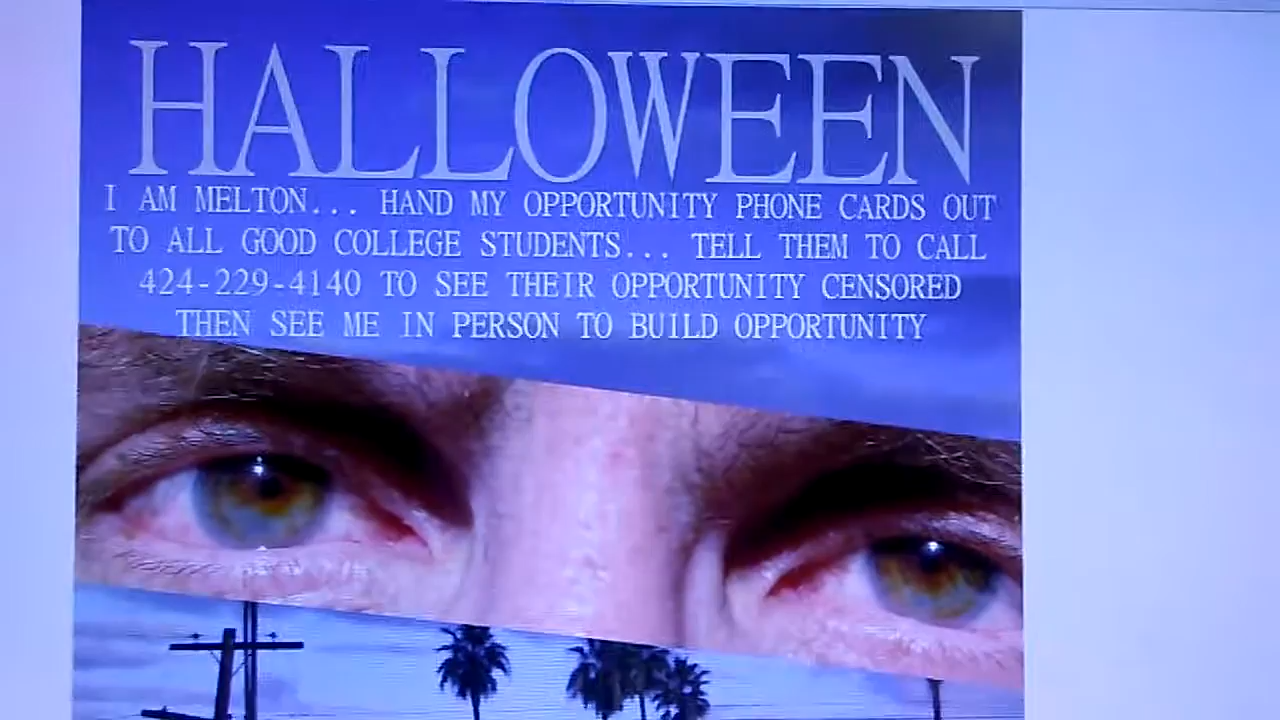 HALLOWEEN
I AM MELTON... HAND MY OPPORTUNITY PHONE CARDS OUT
TO ALL GOOD COLLEGE STUDENTS... TELL THEM TO CALL
424-229-4140 TO SEE THEIR OPPORTUNITY CENSORED
THEN SEE ME IN PERSON TO BUILD OPPORTUNITY